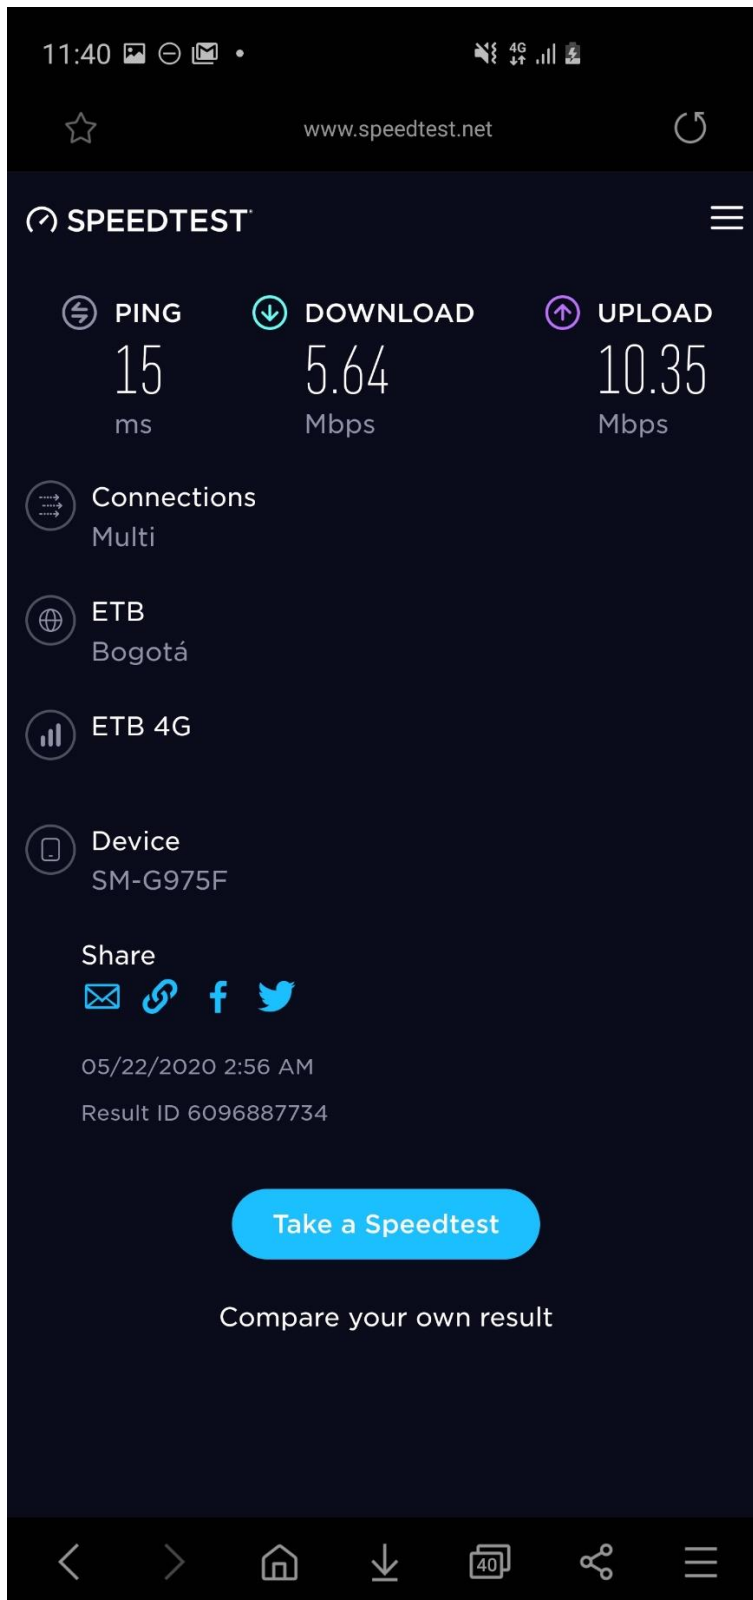 11:40 4G
www.speedtest.net
SPEEDTEST
PING DOWNLOAD UPLOAD
15 5.64 10.35
ms Mbps Mbps
Connections
Multi
ETB
Bogotá
ETB 4G
Device
SM-G975F
Share
05/22/2020 2:56 AM
Result ID 6096887734
Take a Speedtest
Compare your own result
40